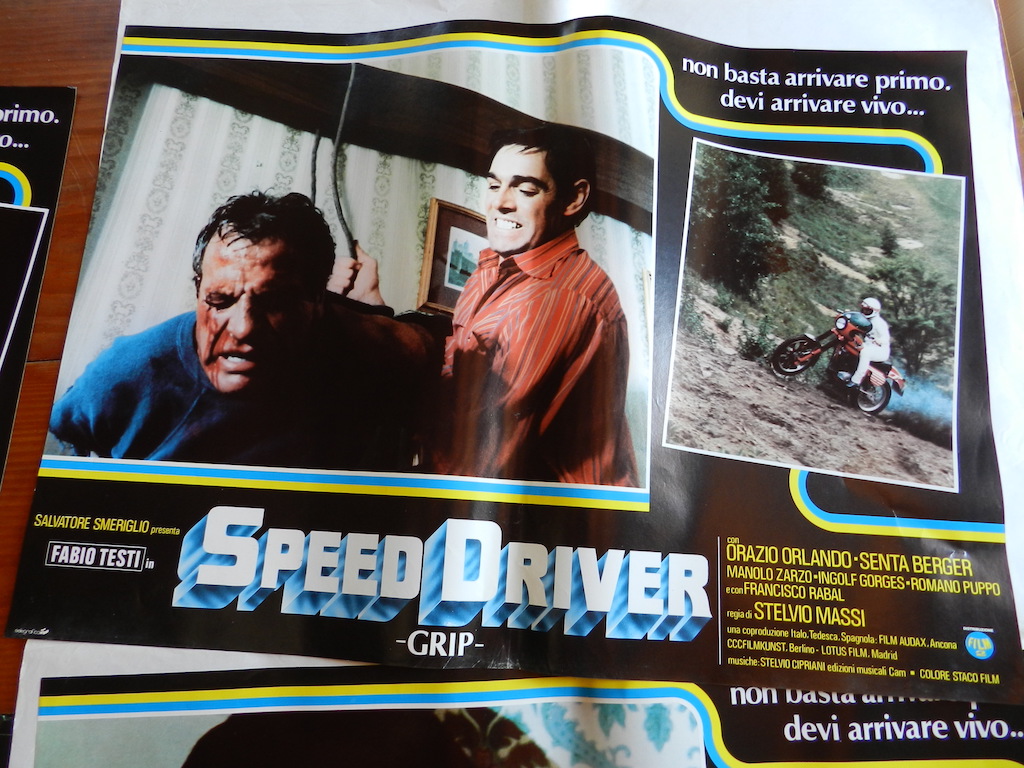 primo.
o...
non basta arrivare primo.
devi arrivare vivo...
SALVATORE SMERIGLIO presenta
FABIO TESTI in
SPEED DRIVER
-GRIP-
con
ORAZIO ORLANDO • SENTA BERGER
MANOLO ZARZO • INGOLF GORGES • ROMANO PUPPO
e con FRANCISCO RABAL
regia di STELVIO MASSI
una coproduzione Italo. Tedesca. Spagnola: FILM AUDAX. Ancona
CCCFILMKUNST. Berlino - LOTUS FILM. Madrid
musiche: STELVIO CIPRIANI edizioni musicali Cam ▪ COLORE STACO FILM
FILM
non basta
devi arrivare vivo...